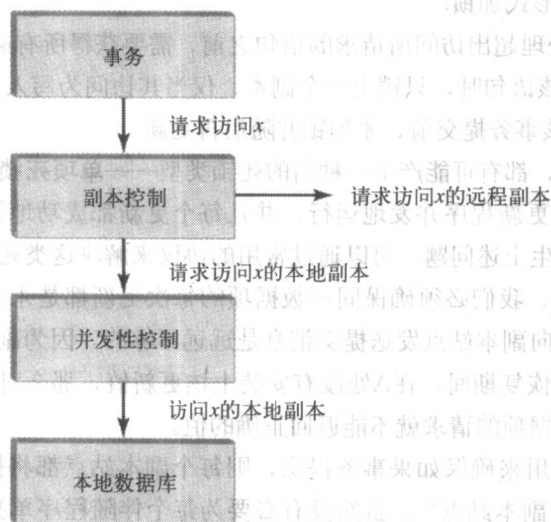 事务
请求访问x
副本控制
请求访问x的远程副本
请求访问x的本地副本
并发性控制
访问x的本地副本
本地数据库